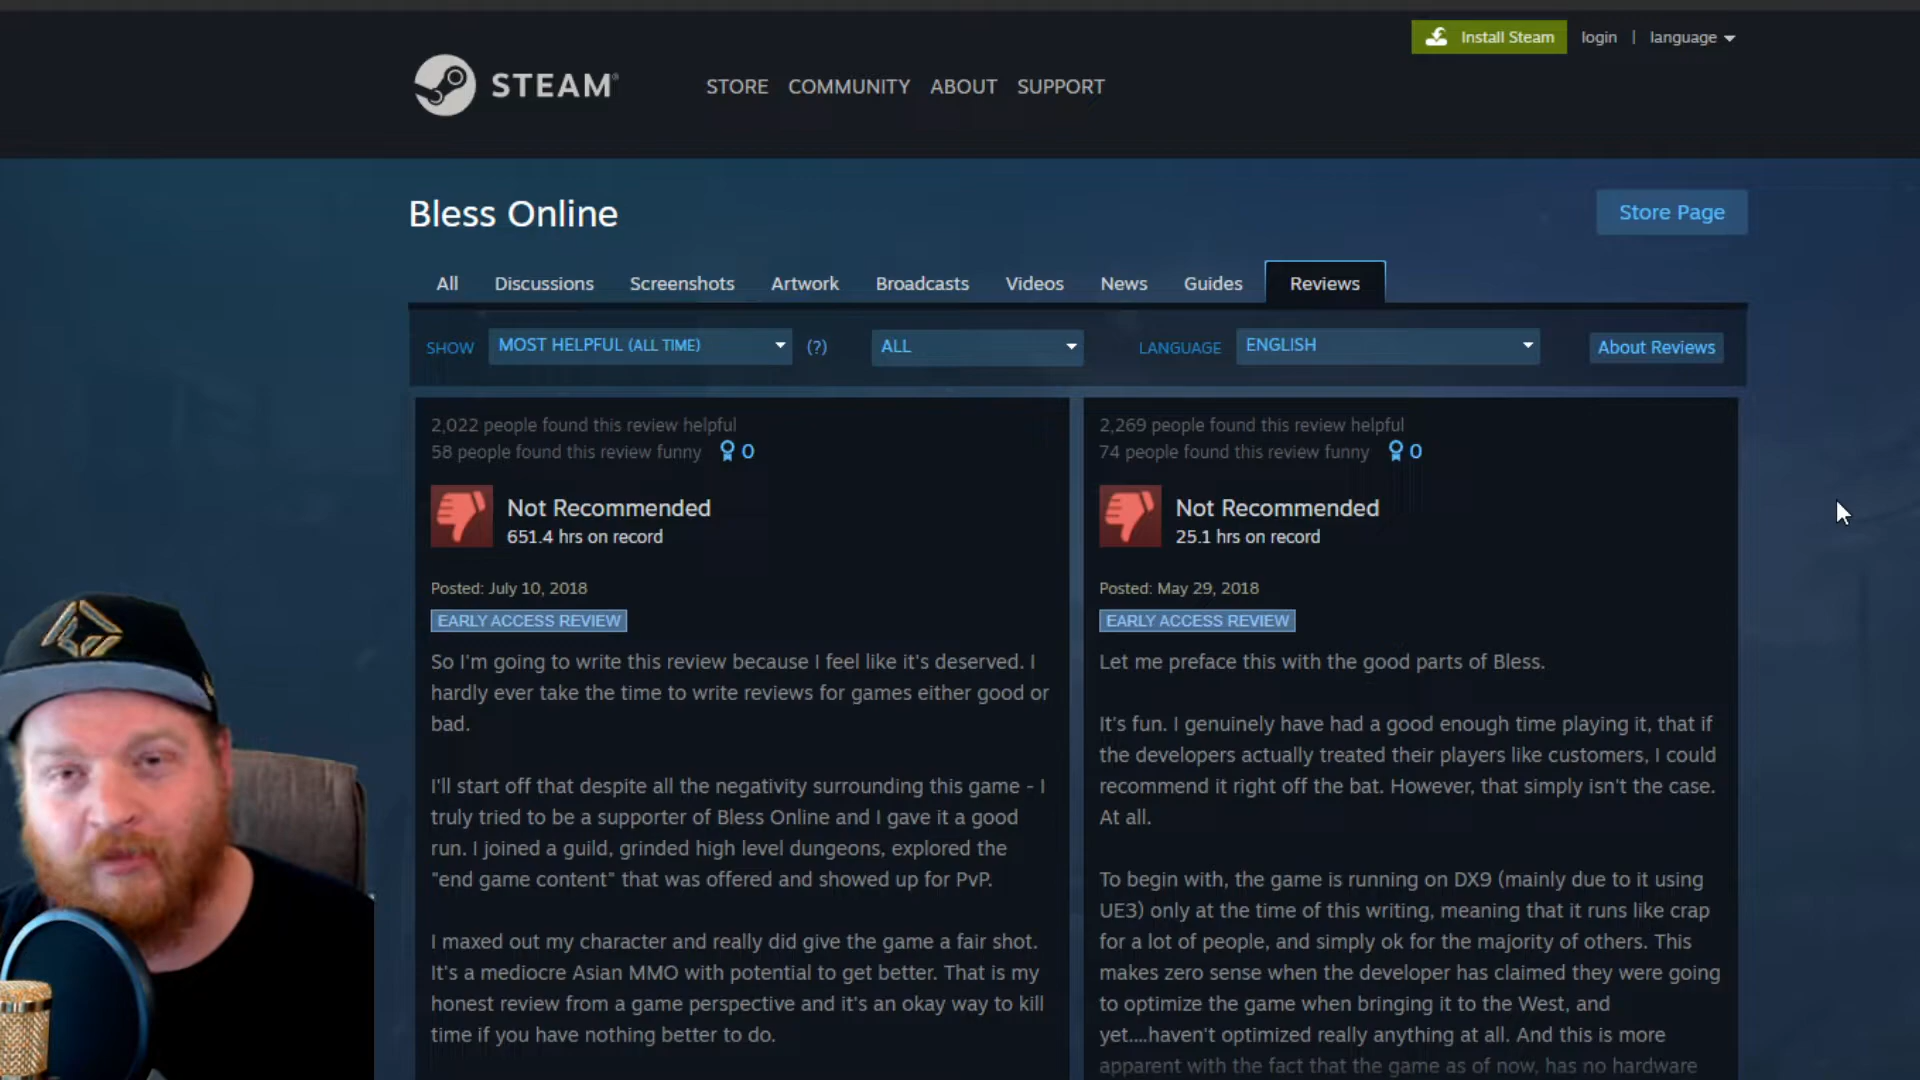 Install Steam login | language
STEAM® STORE COMMUNITY ABOUT SUPPORT
Bless Online
Store Page
All Discussions Screenshots Artwork Broadcasts Videos News Guides Reviews
SHOW MOST HELPFUL (ALL TIME) (?) ALL LANGUAGE ENGLISH About Reviews
2,022 people found this review helpful
58 people found this review funny 0
Not Recommended
651.4 hrs on record
Posted: July 10, 2018
EARLY ACCESS REVIEW
So I'm going to write this review because I feel like it's deserved. I
hardly ever take the time to write reviews for games either good or
bad.
I'll start off that despite all the negativity surrounding this game - I
truly tried to be a supporter of Bless Online and I gave it a good
run. I joined a guild, grinded high level dungeons, explored the
"end game content" that was offered and showed up for PvP.
I maxed out my character and really did give the game a fair shot.
It's a mediocre Asian MMO with potential to get better. That is my
honest review from a game perspective and it's an okay way to kill
time if you have nothing better to do.
2,269 people found this review helpful
74 people found this review funny 0
Not Recommended
25.1 hrs on record
Posted: May 29, 2018
EARLY ACCESS REVIEW
Let me preface this with the good parts of Bless.
It's fun. I genuinely have had a good enough time playing it, that if
the developers actually treated their players like customers, I could
recommend it right off the bat. However, that simply isn't the case.
At all.
To begin with, the game is running on DX9 (mainly due to it using
UE3) only at the time of this writing, meaning that it runs like crap
for a lot of people, and simply ok for the majority of others. This
makes zero sense when the developer has claimed they were going
to optimize the game when bringing it to the West, and
yet....haven't optimized really anything at all. And this is more
apparent with the fact that the game as of now, has no hardware